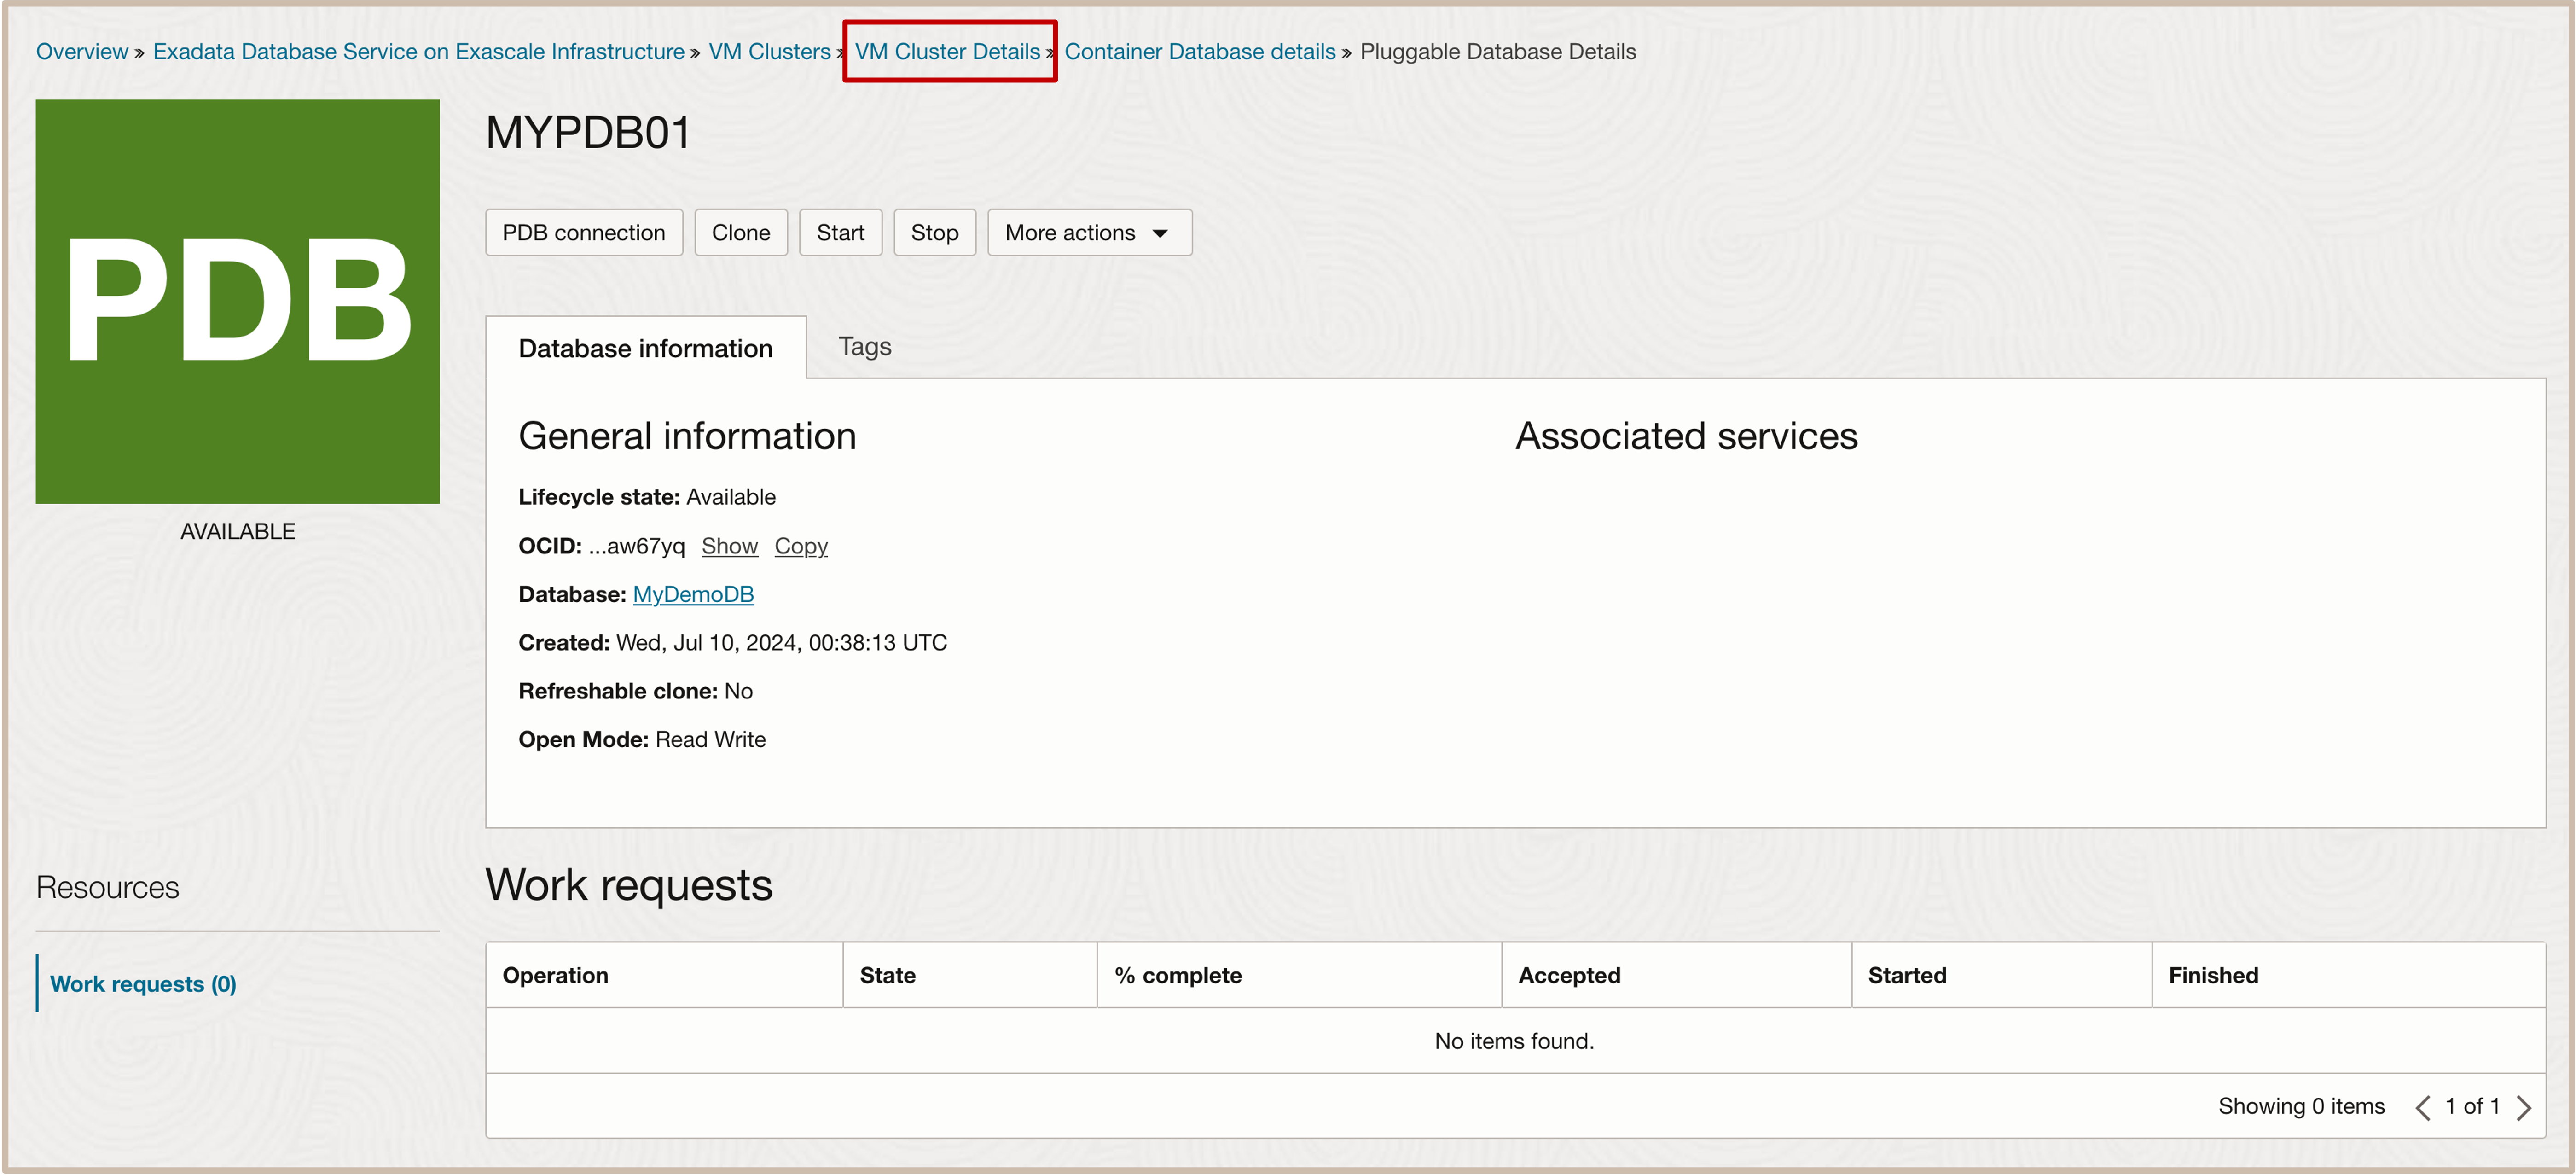 Overview » Exadata Database Service on Exascale Infrastructure » VM Clusters » VM Cluster Details » Container Database details » Pluggable Database Details
PDB
AVAILABLE
MYPDB01
PDB connection Clone Start Stop More actions
Database information Tags
General information
Lifecycle state: Available
OCID: ...aw67yq Show Copy
Database: MyDemoDB
Created: Wed, Jul 10, 2024, 00:38:13 UTC
Refreshable clone: No
Open Mode: Read Write
Associated services
Resources
Work requests (0)
Work requests
Operation State % complete Accepted Started Finished
No items found.
Showing 0 items < 1 of 1 >